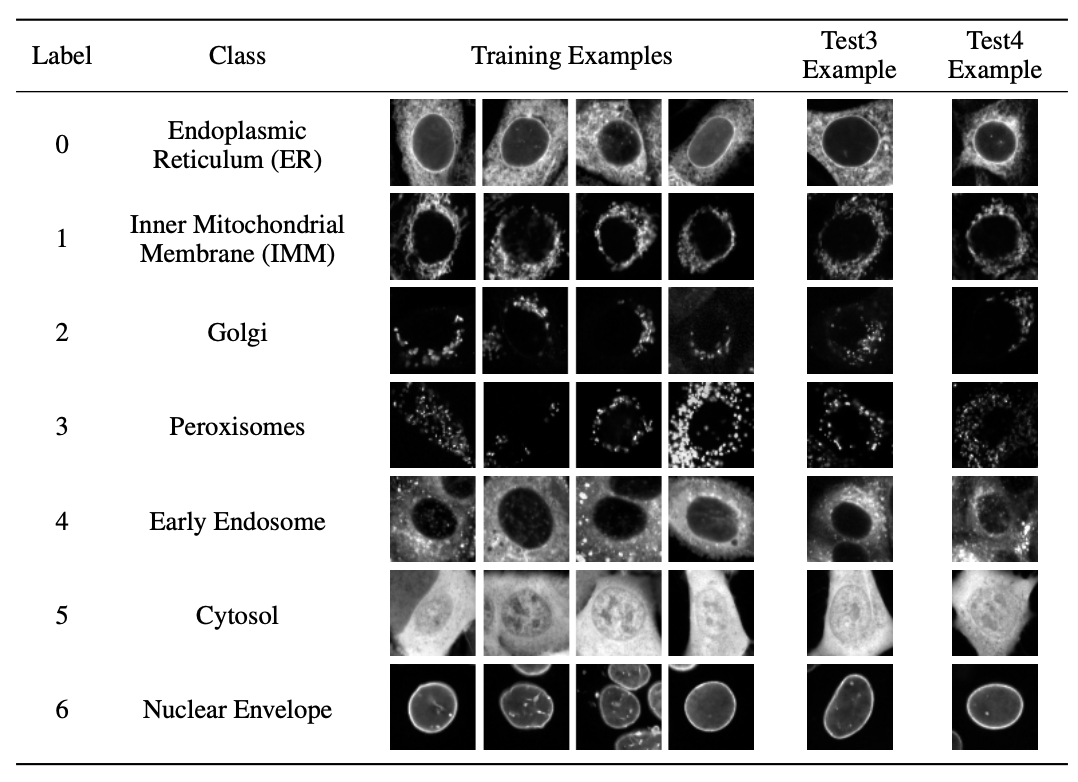 Label Class Training Examples Test3 Example Test4 Example
0 Endoplasmic Reticulum (ER)
1 Inner Mitochondrial Membrane (IMM)
2 Golgi
3 Peroxisomes
4 Early Endosome
5 Cytosol
6 Nuclear Envelope